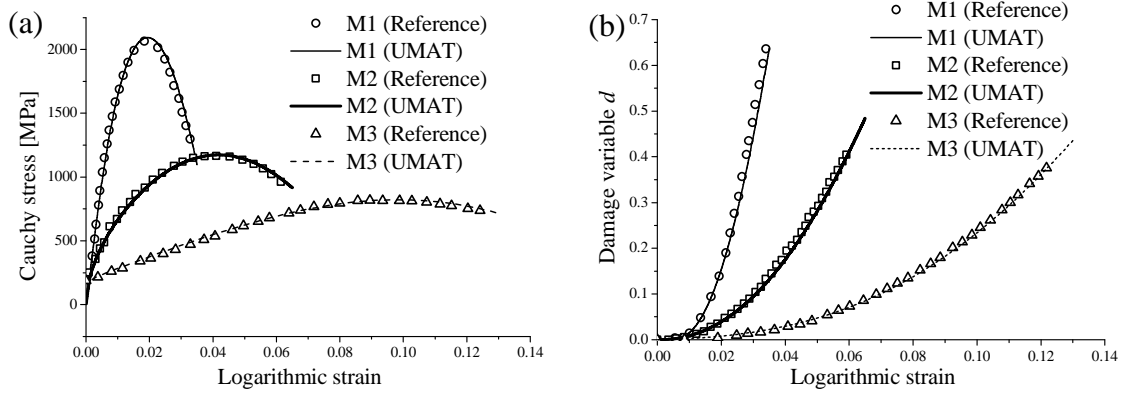 (a)
M1 (Reference)
M1 (UMAT)
M2 (Reference)
M2 (UMAT)
M3 (Reference)
M3 (UMAT)
Cauchy stress [MPa]
2000
1500
1000
500
0
0.00 0.02 0.04 0.06 0.08 0.10 0.12 0.14
Logarithmic strain
(b)
M1 (Reference)
M1 (UMAT)
M2 (Reference)
M2 (UMAT)
M3 (Reference)
M3 (UMAT)
Damage variable d
0.7
0.6
0.5
0.4
0.3
0.2
0.1
0.0
0.00 0.02 0.04 0.06 0.08 0.10 0.12 0.14
Logarithmic strain